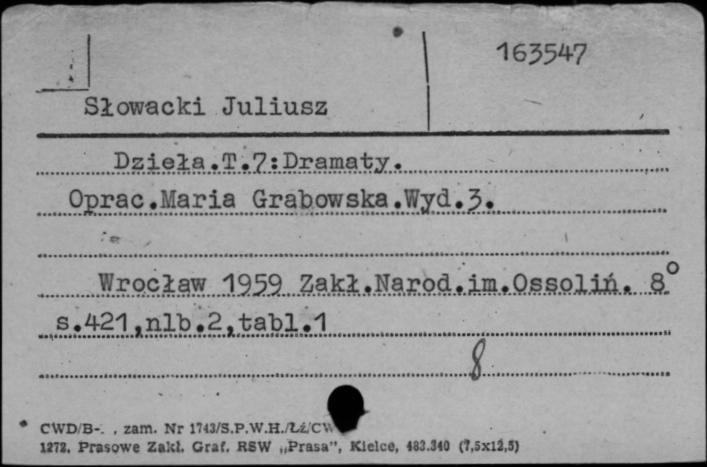 163547
Słowacki Juliusz
Dzieła.T.7:Dramaty.
Oprac.Maria Grabowska.Wyd.3.
Wrocław 1959 Zakł.Narod.im.Ossoliń. 8°
s.421,nlb.2,tabl.1
8
CWD/B-. , zam. Nr 1743/S.P.W.H./Łź/CW
1272. Prasowe Zakł. Graf. RSW „Prasa", Kielce, 483.340 (7,5x12,5)